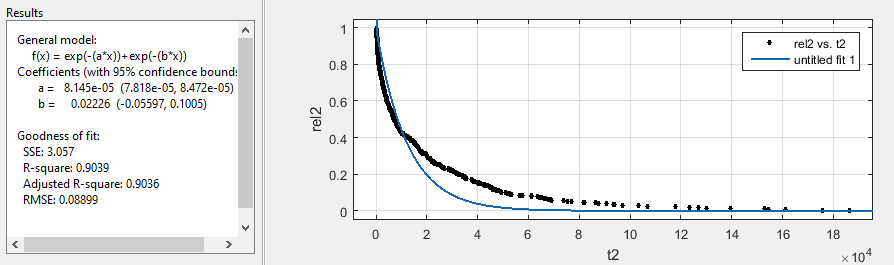 Results
General model:
f(x) = exp(-(a*x))+exp(-(b*x))
Coefficients (with 95% confidence bounds
a = 8.145e-05 (7.818e-05, 8.472e-05)
b = 0.02226 (-0.05597, 0.1005)
Goodness of fit:
SSE: 3.057
R-square: 0.9039
Adjusted R-square: 0.9036
RMSE: 0.08899
rel2 vs. t2
untitled fit 1
1
0.8
0.6
0.4
0.2
0
rel2
0 2 4 6 8 10 12 14 16 18
t2
×10^4